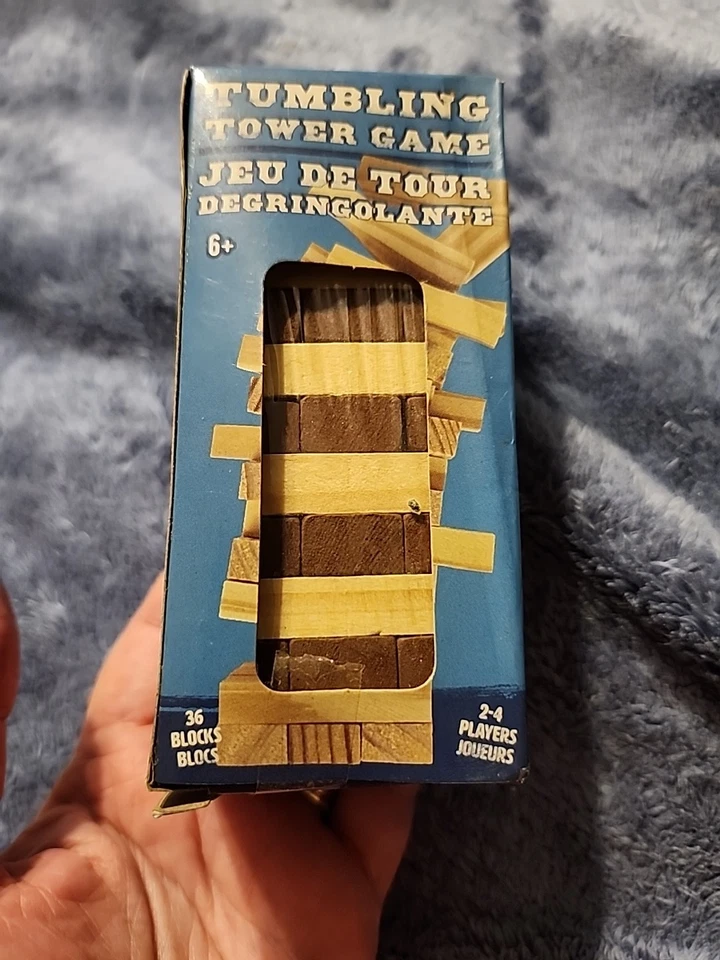 TUMBLING
TOWER GAME
JEU DE TOUR
DEGRINGOLANTE
6+
36
BLOCKS
BLOCS
2-4
PLAYERS
JOUEURS